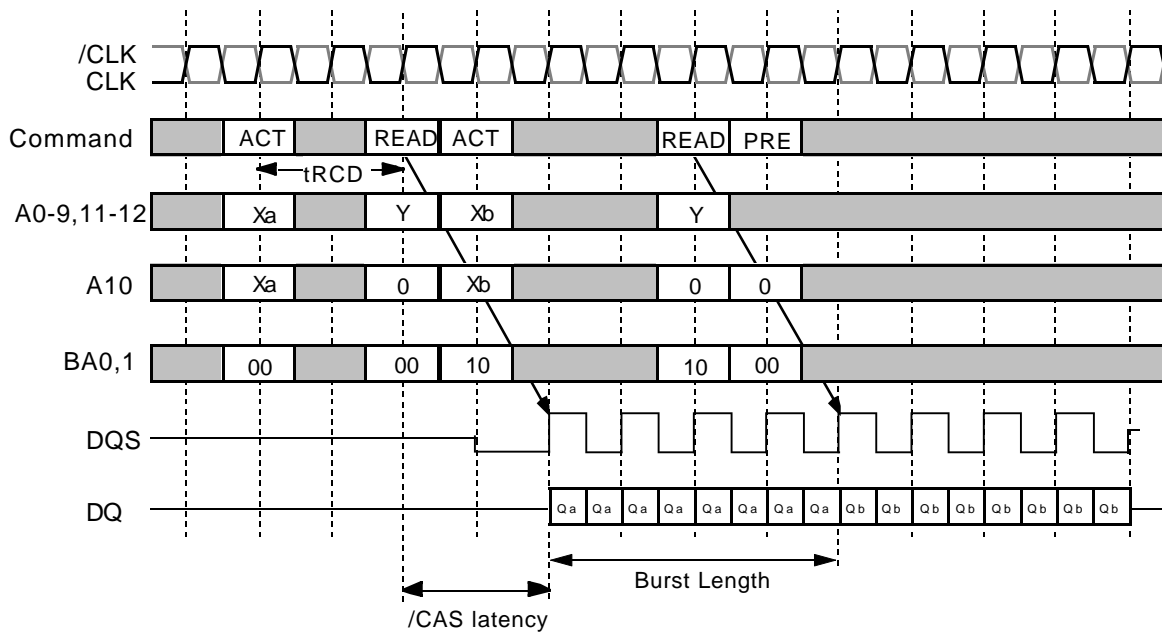 /CLK
CLK
Command ACT READ ACT READ PRE
tRCD
A0-9,11-12 Xa Y Xb Y
A10 Xa 0 Xb 0 0
BA0,1 00 00 10 10 00
DQS
DQ Qa Qa Qa Qa Qa Qa Qa Qa Qb Qb Qb Qb Qb Qb Qb Qb
Burst Length
/CAS latency